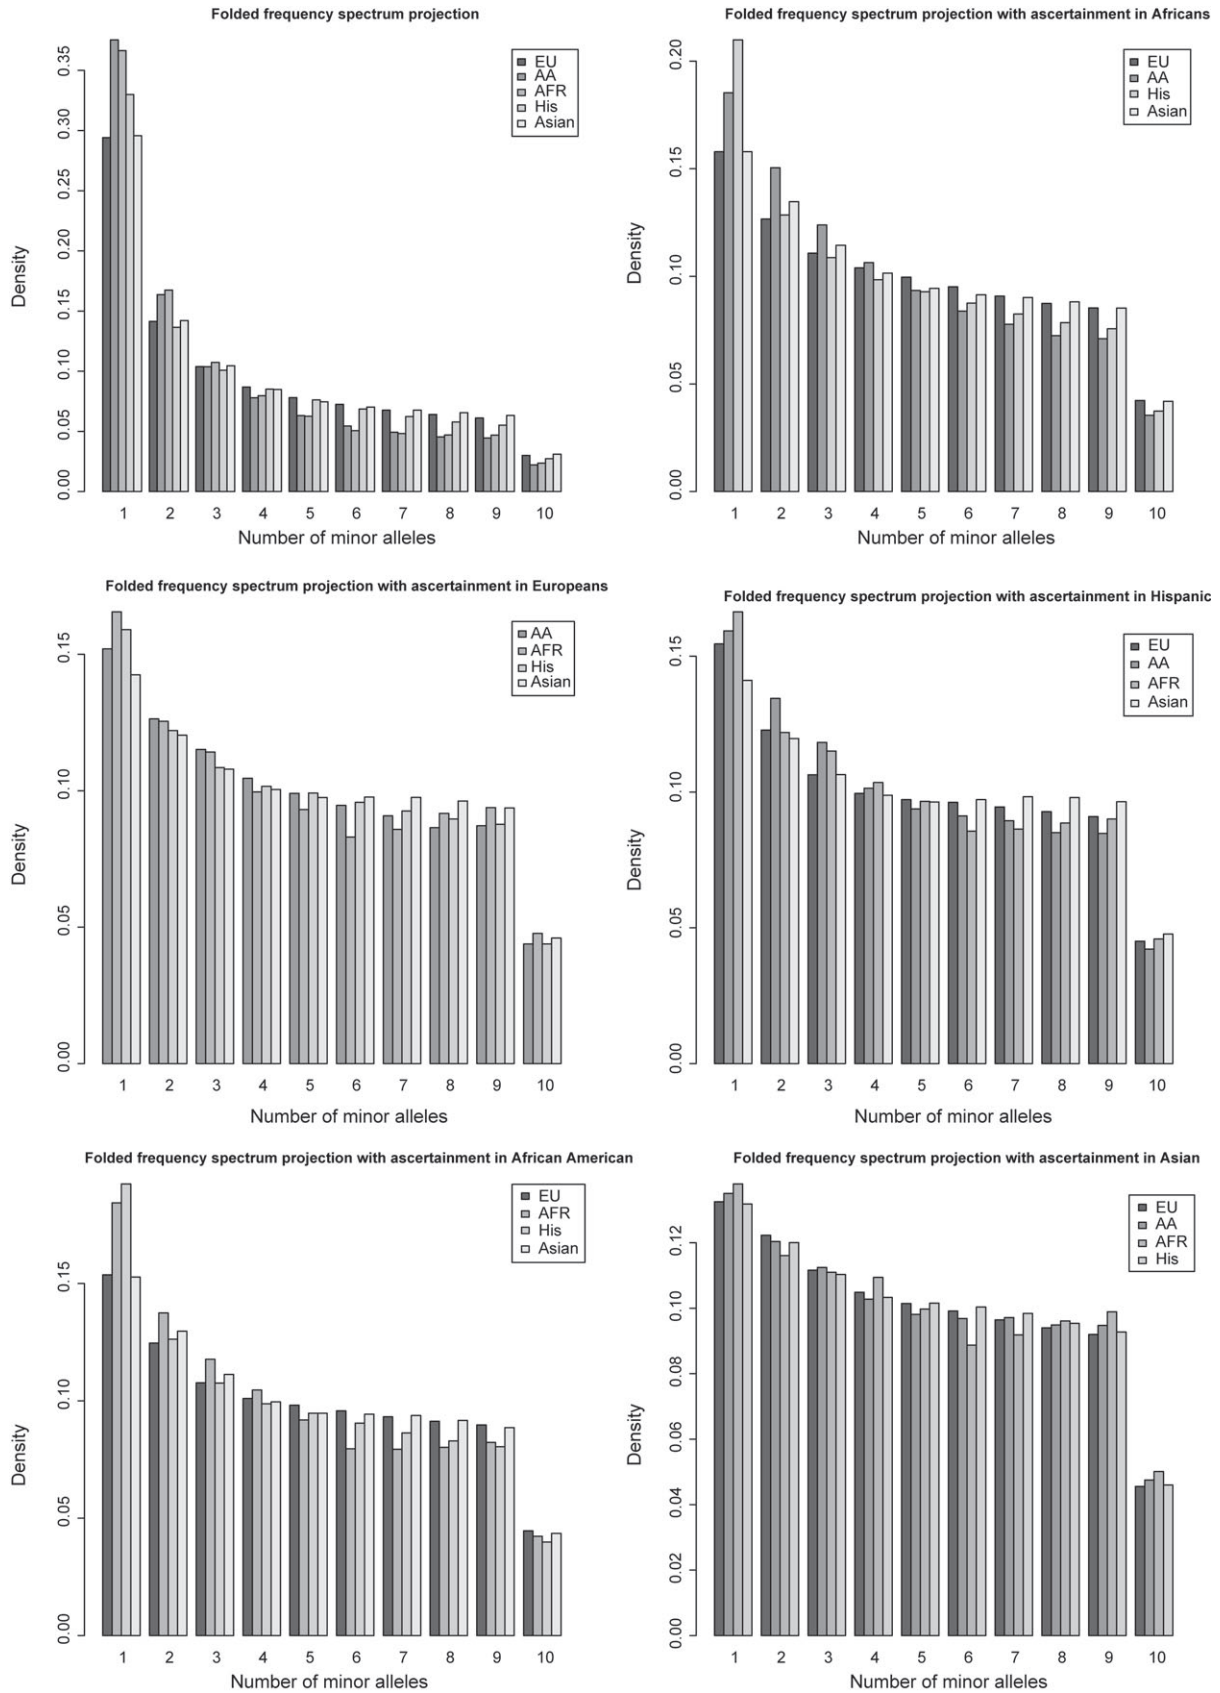 Folded frequency spectrum projection
EU
AA
AFR
His
Asian
Density
0.00 0.05 0.10 0.15 0.20 0.25 0.30 0.35
1 2 3 4 5 6 7 8 9 10
Number of minor alleles
Folded frequency spectrum projection with ascertainment in Africans
EU
AA
His
Asian
Density
0.00 0.05 0.10 0.15 0.20
1 2 3 4 5 6 7 8 9 10
Number of minor alleles
Folded frequency spectrum projection with ascertainment in Europeans
AA
AFR
His
Asian
Density
0.00 0.05 0.10 0.15
1 2 3 4 5 6 7 8 9 10
Number of minor alleles
Folded frequency spectrum projection with ascertainment in Hispanic
EU
AA
AFR
Asian
Density
0.00 0.05 0.10 0.15
1 2 3 4 5 6 7 8 9 10
Number of minor alleles
Folded frequency spectrum projection with ascertainment in African American
EU
AFR
His
Asian
Density
0.00 0.05 0.10 0.15
1 2 3 4 5 6 7 8 9 10
Number of minor alleles
Folded frequency spectrum projection with ascertainment in Asian
EU
AA
AFR
His
Density
0.00 0.02 0.04 0.06 0.08 0.10 0.12
1 2 3 4 5 6 7 8 9 10
Number of minor alleles